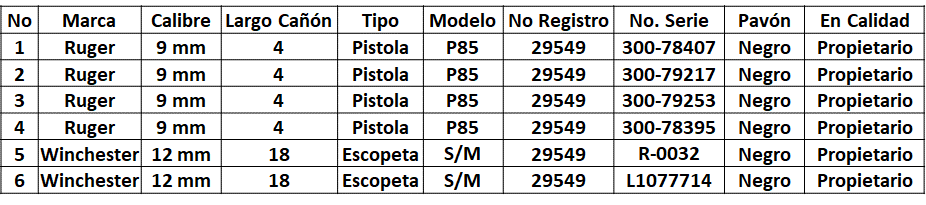 No Marca Calibre Largo Cañón Tipo Modelo No Registro No. Serie Pavón En Calidad
1 Ruger 9 mm 4 Pistola P85 29549 300-78407 Negro Propietario
2 Ruger 9 mm 4 Pistola P85 29549 300-79217 Negro Propietario
3 Ruger 9 mm 4 Pistola P85 29549 300-79253 Negro Propietario
4 Ruger 9 mm 4 Pistola P85 29549 300-78395 Negro Propietario
5 Winchester 12 mm 18 Escopeta S/M 29549 R-0032 Negro Propietario
6 Winchester 12 mm 18 Escopeta S/M 29549 L1077714 Negro Propietario